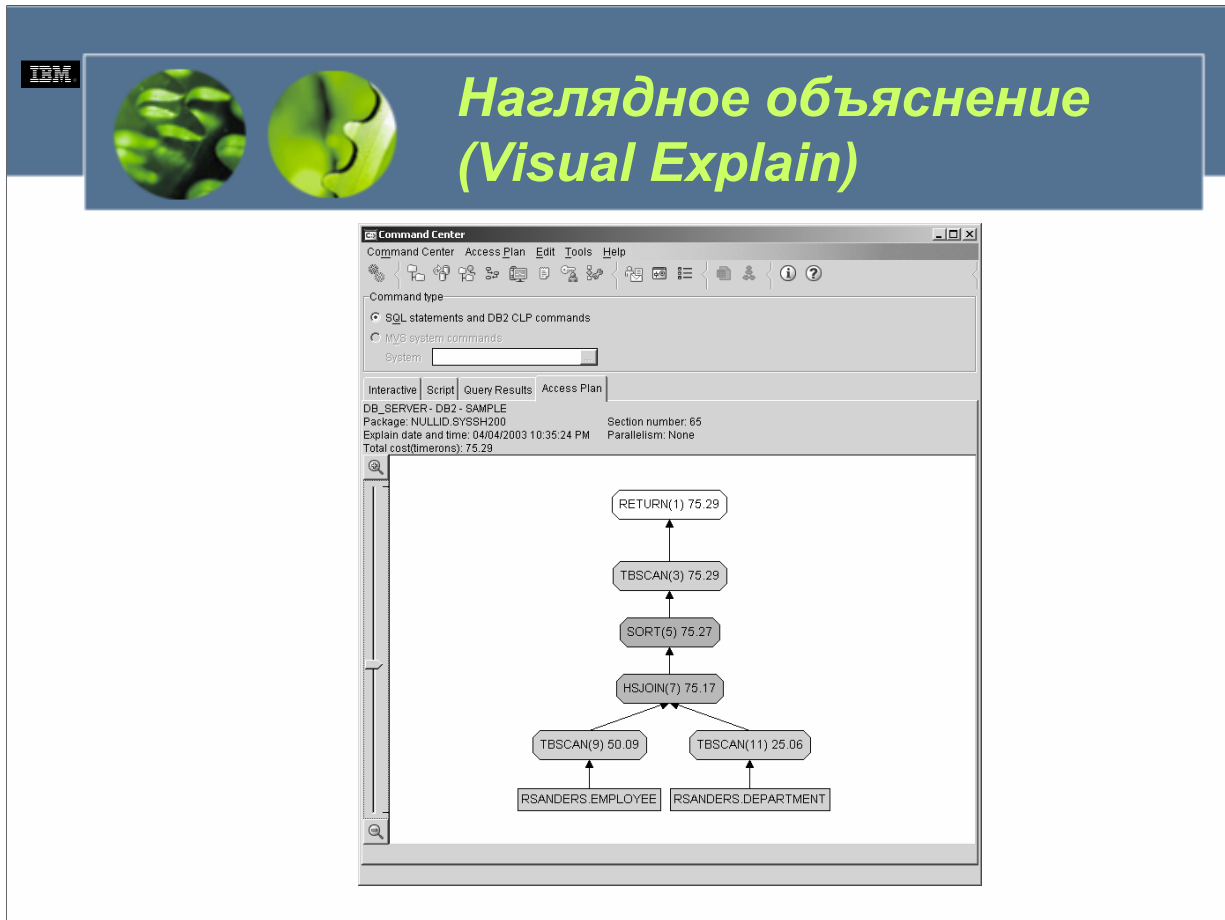 IBM
Наглядное объяснение
(Visual Explain)
Command Center
Command Center Access Plan Edit Tools Help
Command type
SQL statements and DB2 CLP commands
MVS system commands
System
...
Interactive Script Query Results Access Plan
DB_SERVER - DB2 - SAMPLE
Package: NULLID.SYSSH200 Section number: 65
Explain date and time: 04/04/2003 10:35:24 PM Parallelism: None
Total cost(timerons): 75.29
RETURN(1) 75.29
TBSCAN(3) 75.29
SORT(5) 75.27
HSJOIN(7) 75.17
TBSCAN(9) 50.09 TBSCAN(11) 25.06
RSANDERS.EMPLOYEE RSANDERS.DEPARTMENT